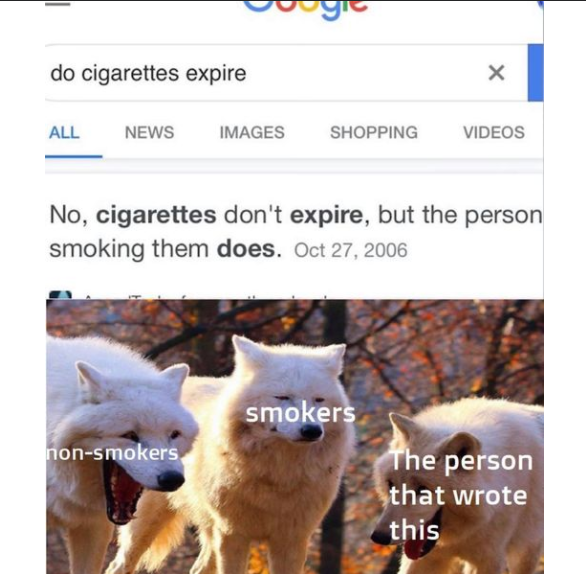 Google
do cigarettes expire
ALL NEWS IMAGES SHOPPING VIDEOS
No, cigarettes don't expire, but the person
smoking them does. Oct 27, 2006
smokers
non-smokers
The person
that wrote
this